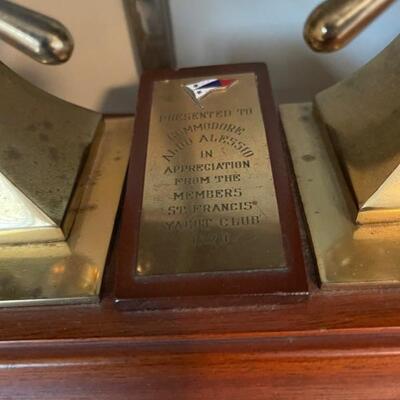 PRESENTED TO
COMMODORE
ALDO ALESSIO
IN
APPRECIATION
FROM THE
MEMBERS
ST. FRANCIS
YACHT CLUB